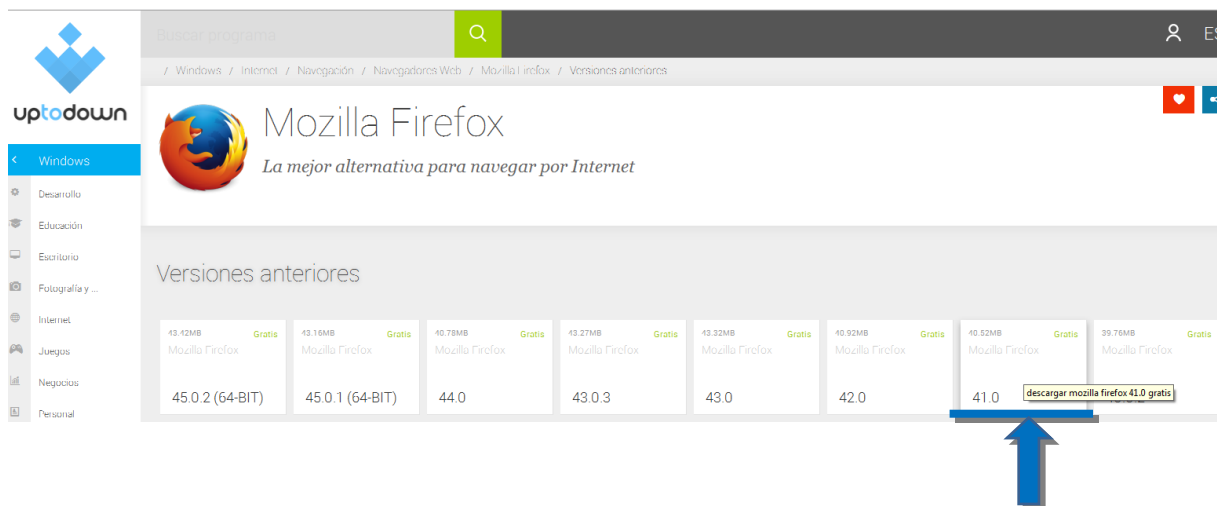 Buscar programa
ES
/ Windows / Internet / Navegación / Navegadores Web / Mozilla Firefox / Versiones anteriores
uptodown
Mozilla Firefox
La mejor alternativa para navegar por Internet
Windows
Desarrollo
Educación
Escritorio
Fotografía y ...
Internet
Juegos
Negocios
Personal
Versiones anteriores
43.42MB Gratis
Mozilla Firefox
45.0.2 (64-BIT)
43.16MB Gratis
Mozilla Firefox
45.0.1 (64-BIT)
40.78MB Gratis
Mozilla Firefox
44.0
43.27MB Gratis
Mozilla Firefox
43.0.3
43.32MB Gratis
Mozilla Firefox
43.0
40.92MB Gratis
Mozilla Firefox
42.0
40.52MB Gratis
Mozilla Firefox
41.0
descargar mozilla firefox 41.0 gratis
39.76MB Gratis
Mozilla Firefox